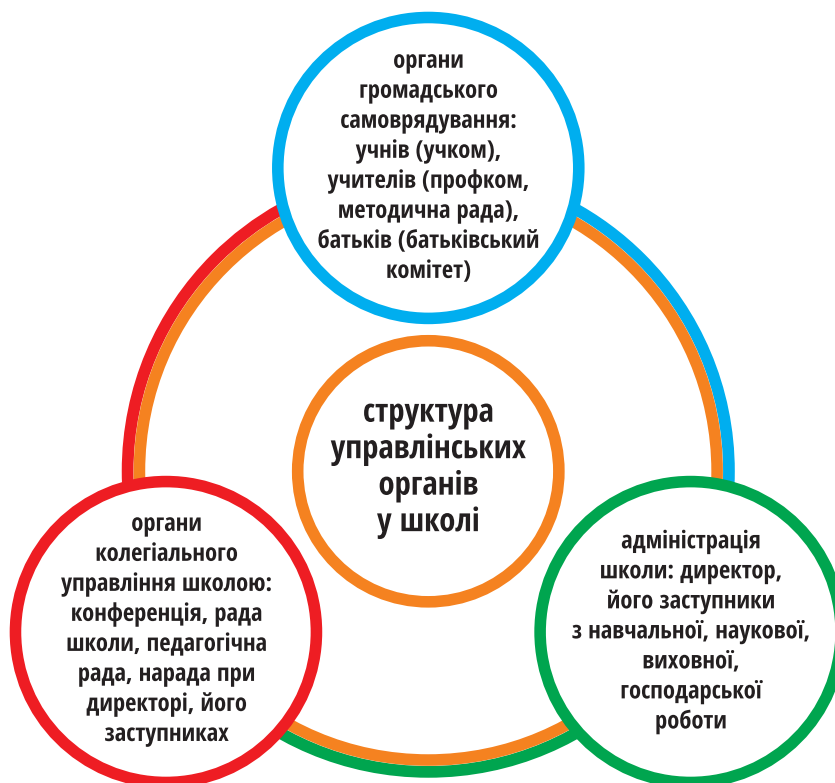 органи
громадського
самоврядування:
учнів (учком),
учителів (профком,
методична рада),
батьків (батьківський
комітет)
структура
управлінських
органів
у школі
органи
колегіального
управління школою:
конференція, рада
школи, педагогічна
рада, нарада при
директорі, його
заступниках
адміністрація
школи: директор,
його заступники
з навчальної, наукової,
виховної,
господарської
роботи